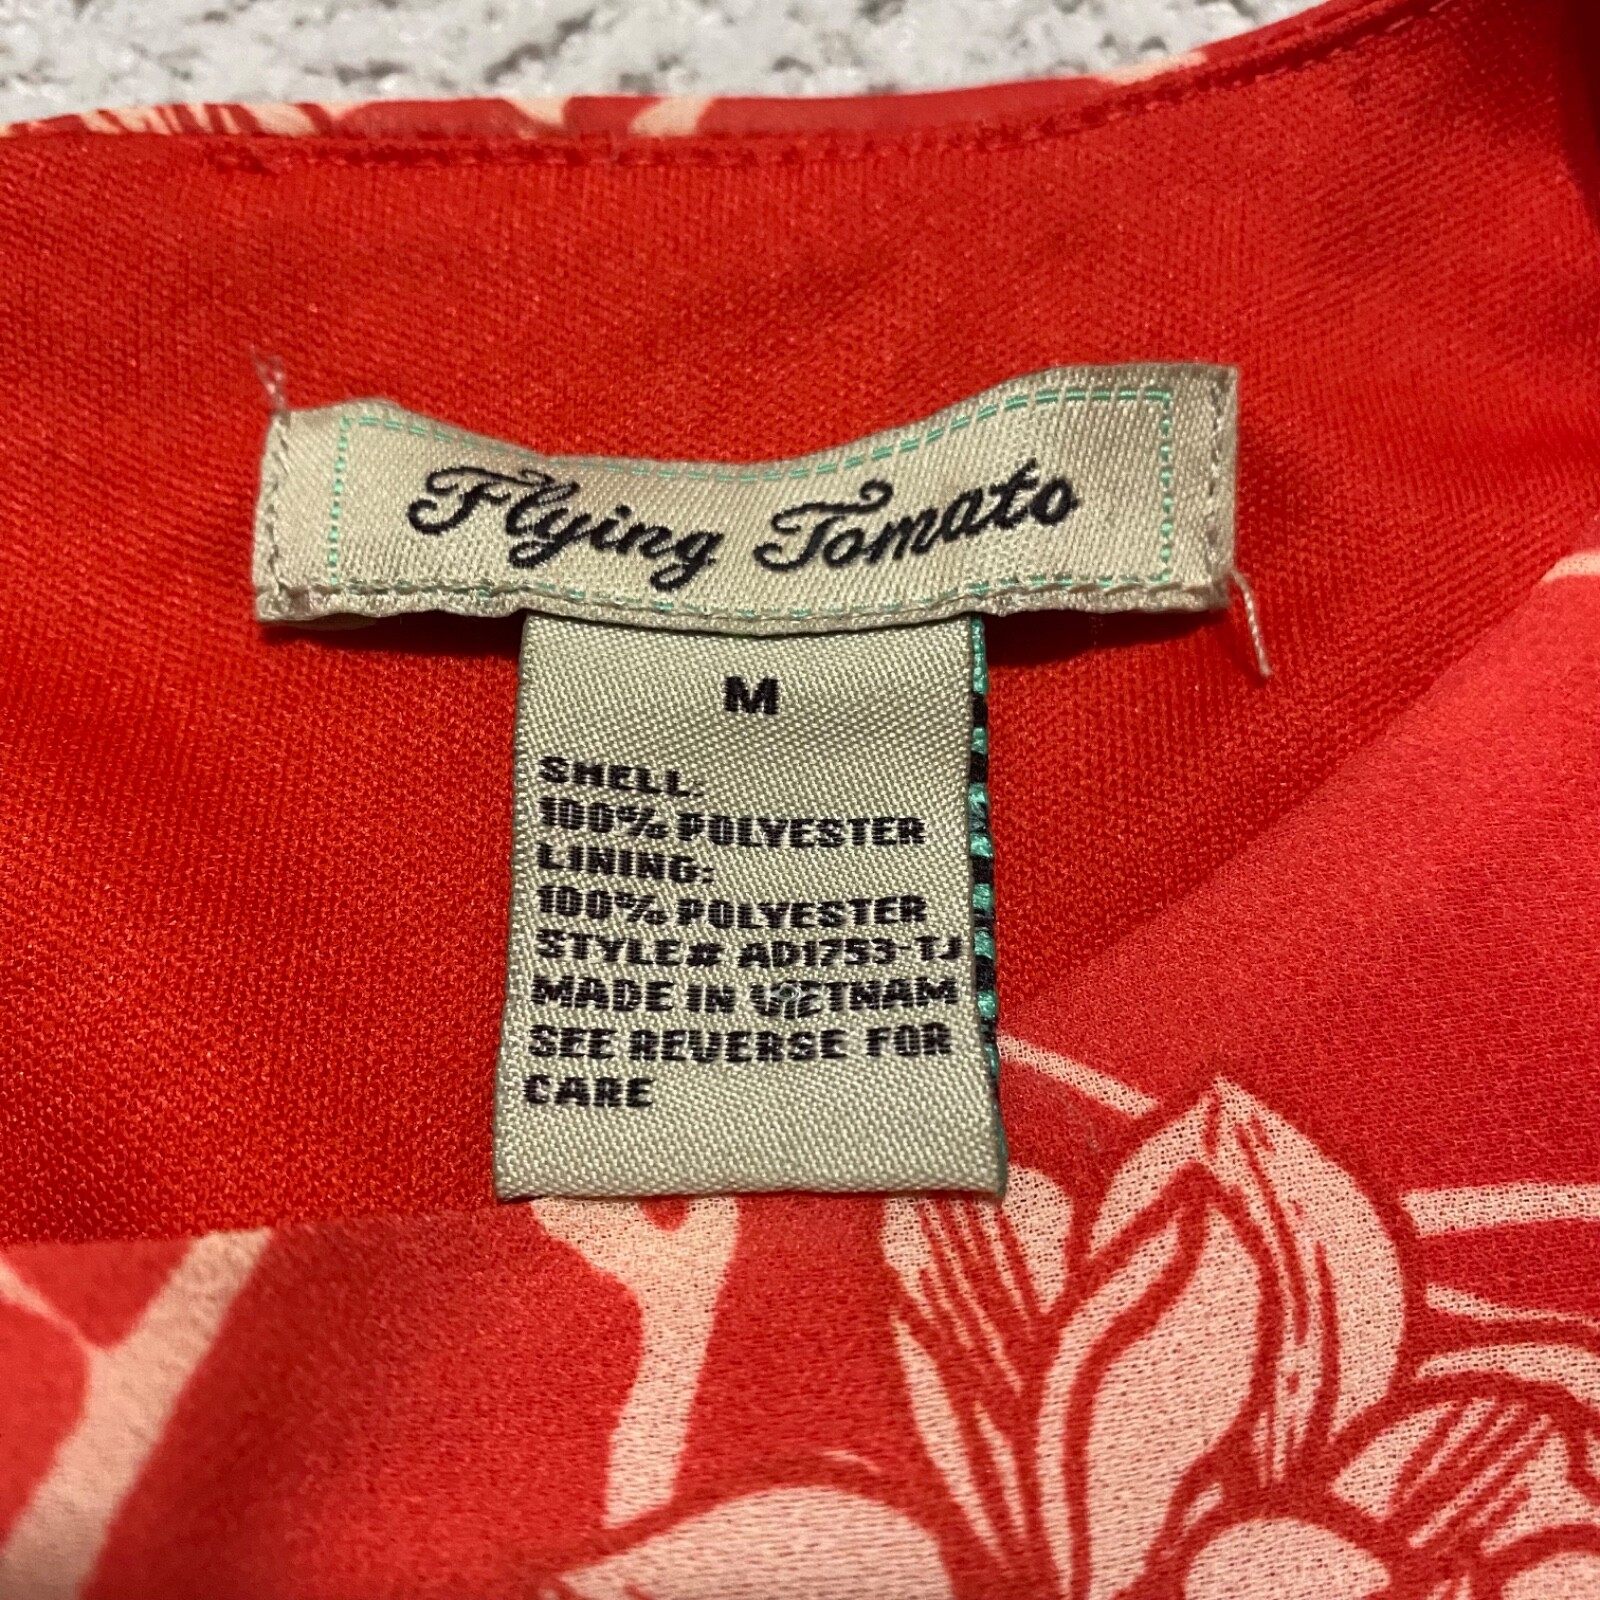 Flying Tomato
M
SHELL:
100% POLYESTER
LINING:
100% POLYESTER
STYLE# AD1753-TJ
MADE IN VIETNAM
SEE REVERSE FOR
CARE